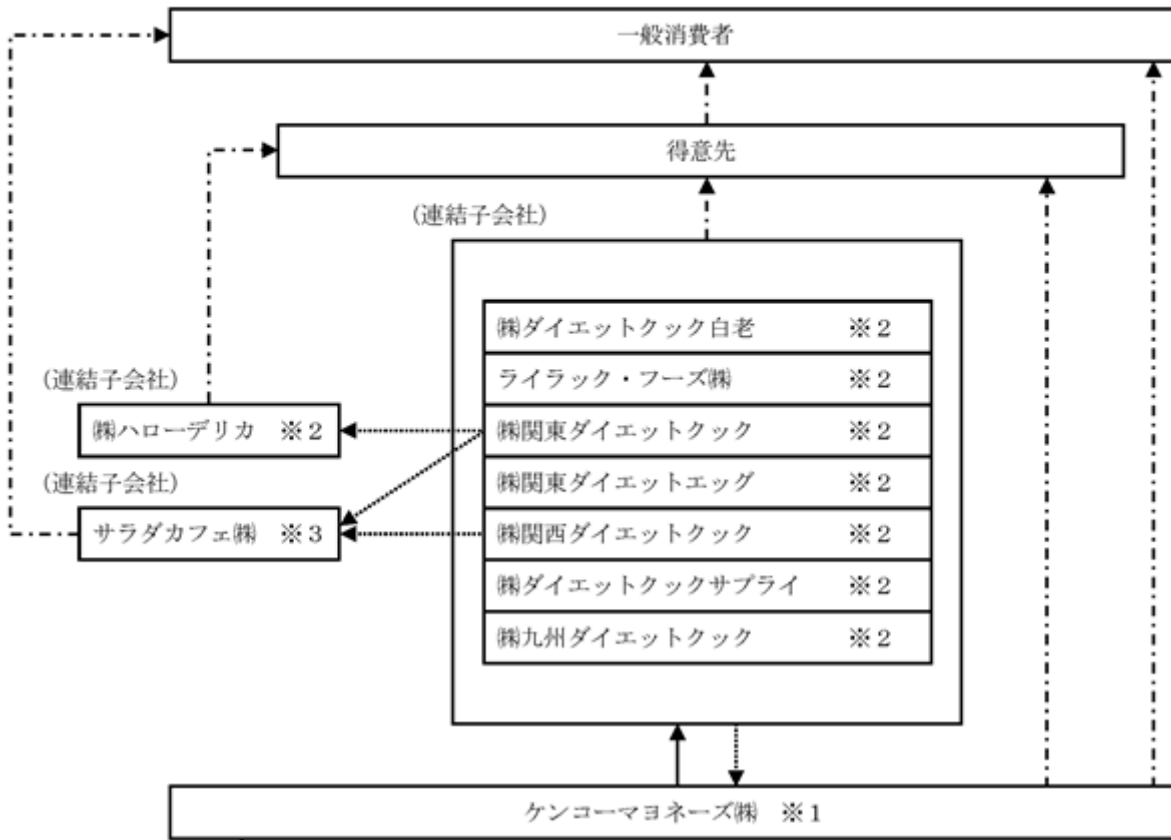 一般消費者
得意先
(連結子会社)
㈱ダイエットクック白老 ※2
ライラック・フーズ㈱ ※2
㈱関東ダイエットクック ※2
㈱関東ダイエットエッグ ※2
㈱関西ダイエットクック ※2
㈱ダイエットクックサプライ ※2
㈱九州ダイエットクック ※2
(連結子会社)
㈱ハローデリカ ※2
(連結子会社)
サラダカフェ㈱ ※3
ケンコーマヨネーズ㈱ ※1